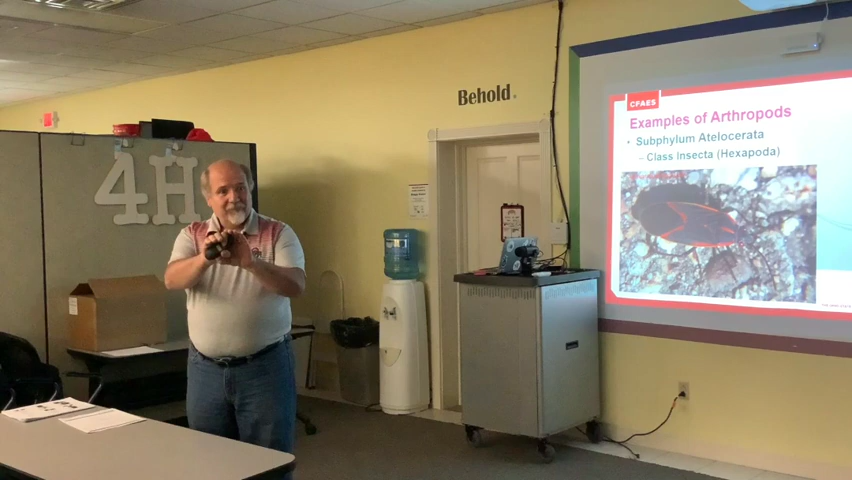 Behold.
4H
CFAES
Examples of Arthropods
• Subphylum Atelocerata
– Class Insecta (Hexapoda)